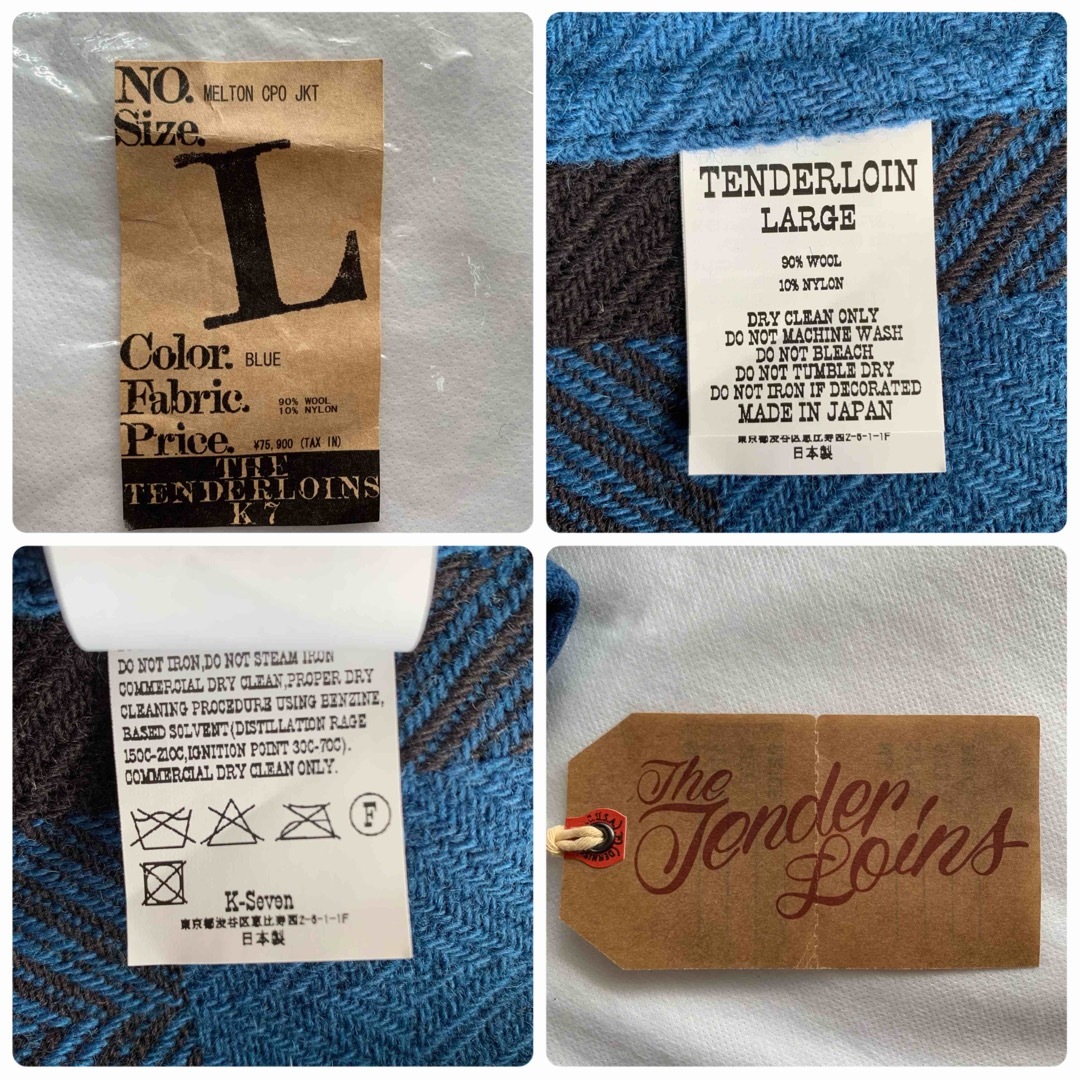 NO. MELTON CPO JKT
Size.
L
Color. BLUE
Fabric. 90% WOOL
10% NYLON
Price. ¥75,900 (TAX IN)
THE
TENDERLOINS
K 7
TENDERLOIN
LARGE
90% WOOL
10% NYLON
DRY CLEAN ONLY
DO NOT MACHINE WASH
DO NOT BLEACH
DO NOT TUMBLE DRY
DO NOT IRON IF DECORATED
MADE IN JAPAN
東京都渋谷区恵比寿西2-8-1-1F
日本製
DO NOT IRON,DO NOT STEAM IRON
COMMERCIAL DRY CLEAN,PROPER DRY
CLEANING PROCEDURE USING BENZINE,
BASED SOLVENT(DISTILLATION RAGE
150C-210C,IGNITION POINT 30C-70C).
COMMERCIAL DRY CLEAN ONLY.
F
K-Seven
東京都渋谷区恵比寿西2-8-1-1F
日本製
The
Tender
Loins